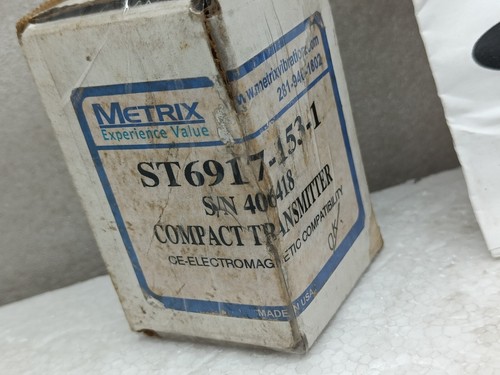 METRIX
Experience Value
www.metrixvibration.com
281-940-1802
ST6917-153-1
S/N 406418
COMPACT TRANSMITTER
CE-ELECTROMAGNETIC COMPATIBILITY
MADE IN USA